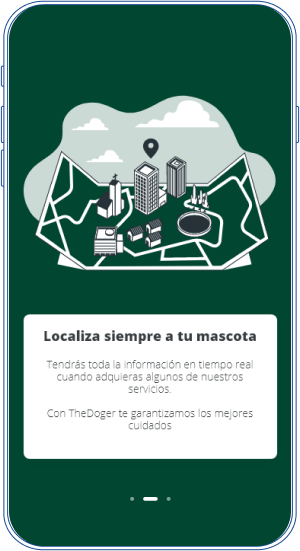 Localiza siempre a tu mascota
Tendrás toda la información en tiempo real
cuando adquieras algunos de nuestros
servicios.
Con TheDoger te garantizamos los mejores
cuidados